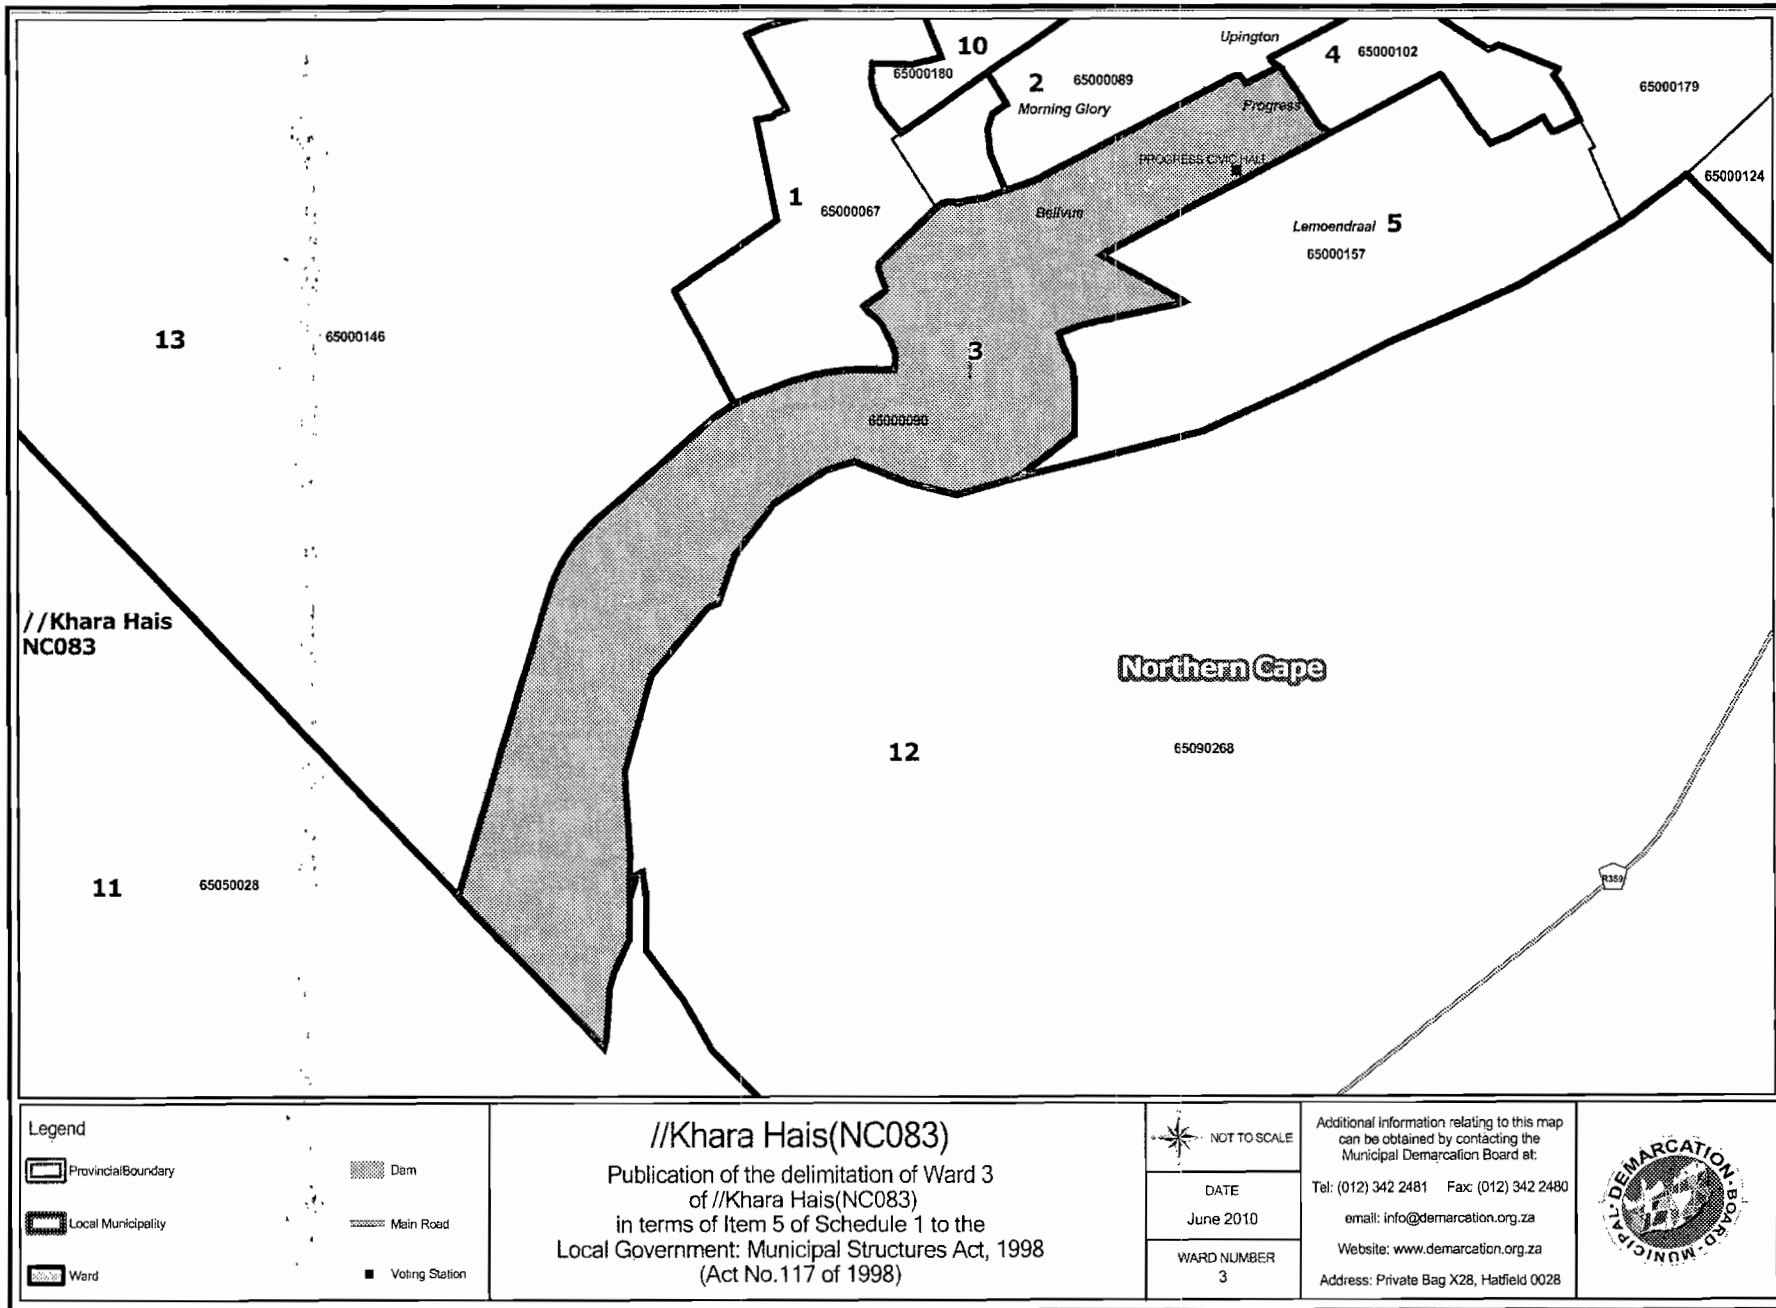 Upington
10
65000180
2
65000089
Morning Glory
4
65000102
65000179
Progress
PROGRESS CIVIC HALL
65000124
1
65000067
Bellvue
Lemoendraal
5
65000157
13
65000146
3
65000090
//Khara Hais
NC083
Northern Cape
12
65090268
11
65050028
R359
Legend
ProvincialBoundary
Local Municipality
Ward
Dam
Main Road
Voting Station
//Khara Hais(NC083)
Publication of the delimitation of Ward 3
of //Khara Hais(NC083)
in terms of Item 5 of Schedule 1 to the
Local Government: Municipal Structures Act, 1998
(Act No.117 of 1998)
NOT TO SCALE
DATE
June 2010
WARD NUMBER
3
Additional information relating to this map
can be obtained by contacting the
Municipal Demarcation Board at:
Tel: (012) 342 2481 Fax: (012) 342 2480
email: info@demarcation.org.za
Website: www.demarcation.org.za
Address: Private Bag X28, Hatfield 0028
MUNICIPAL DEMARCATION BOARD